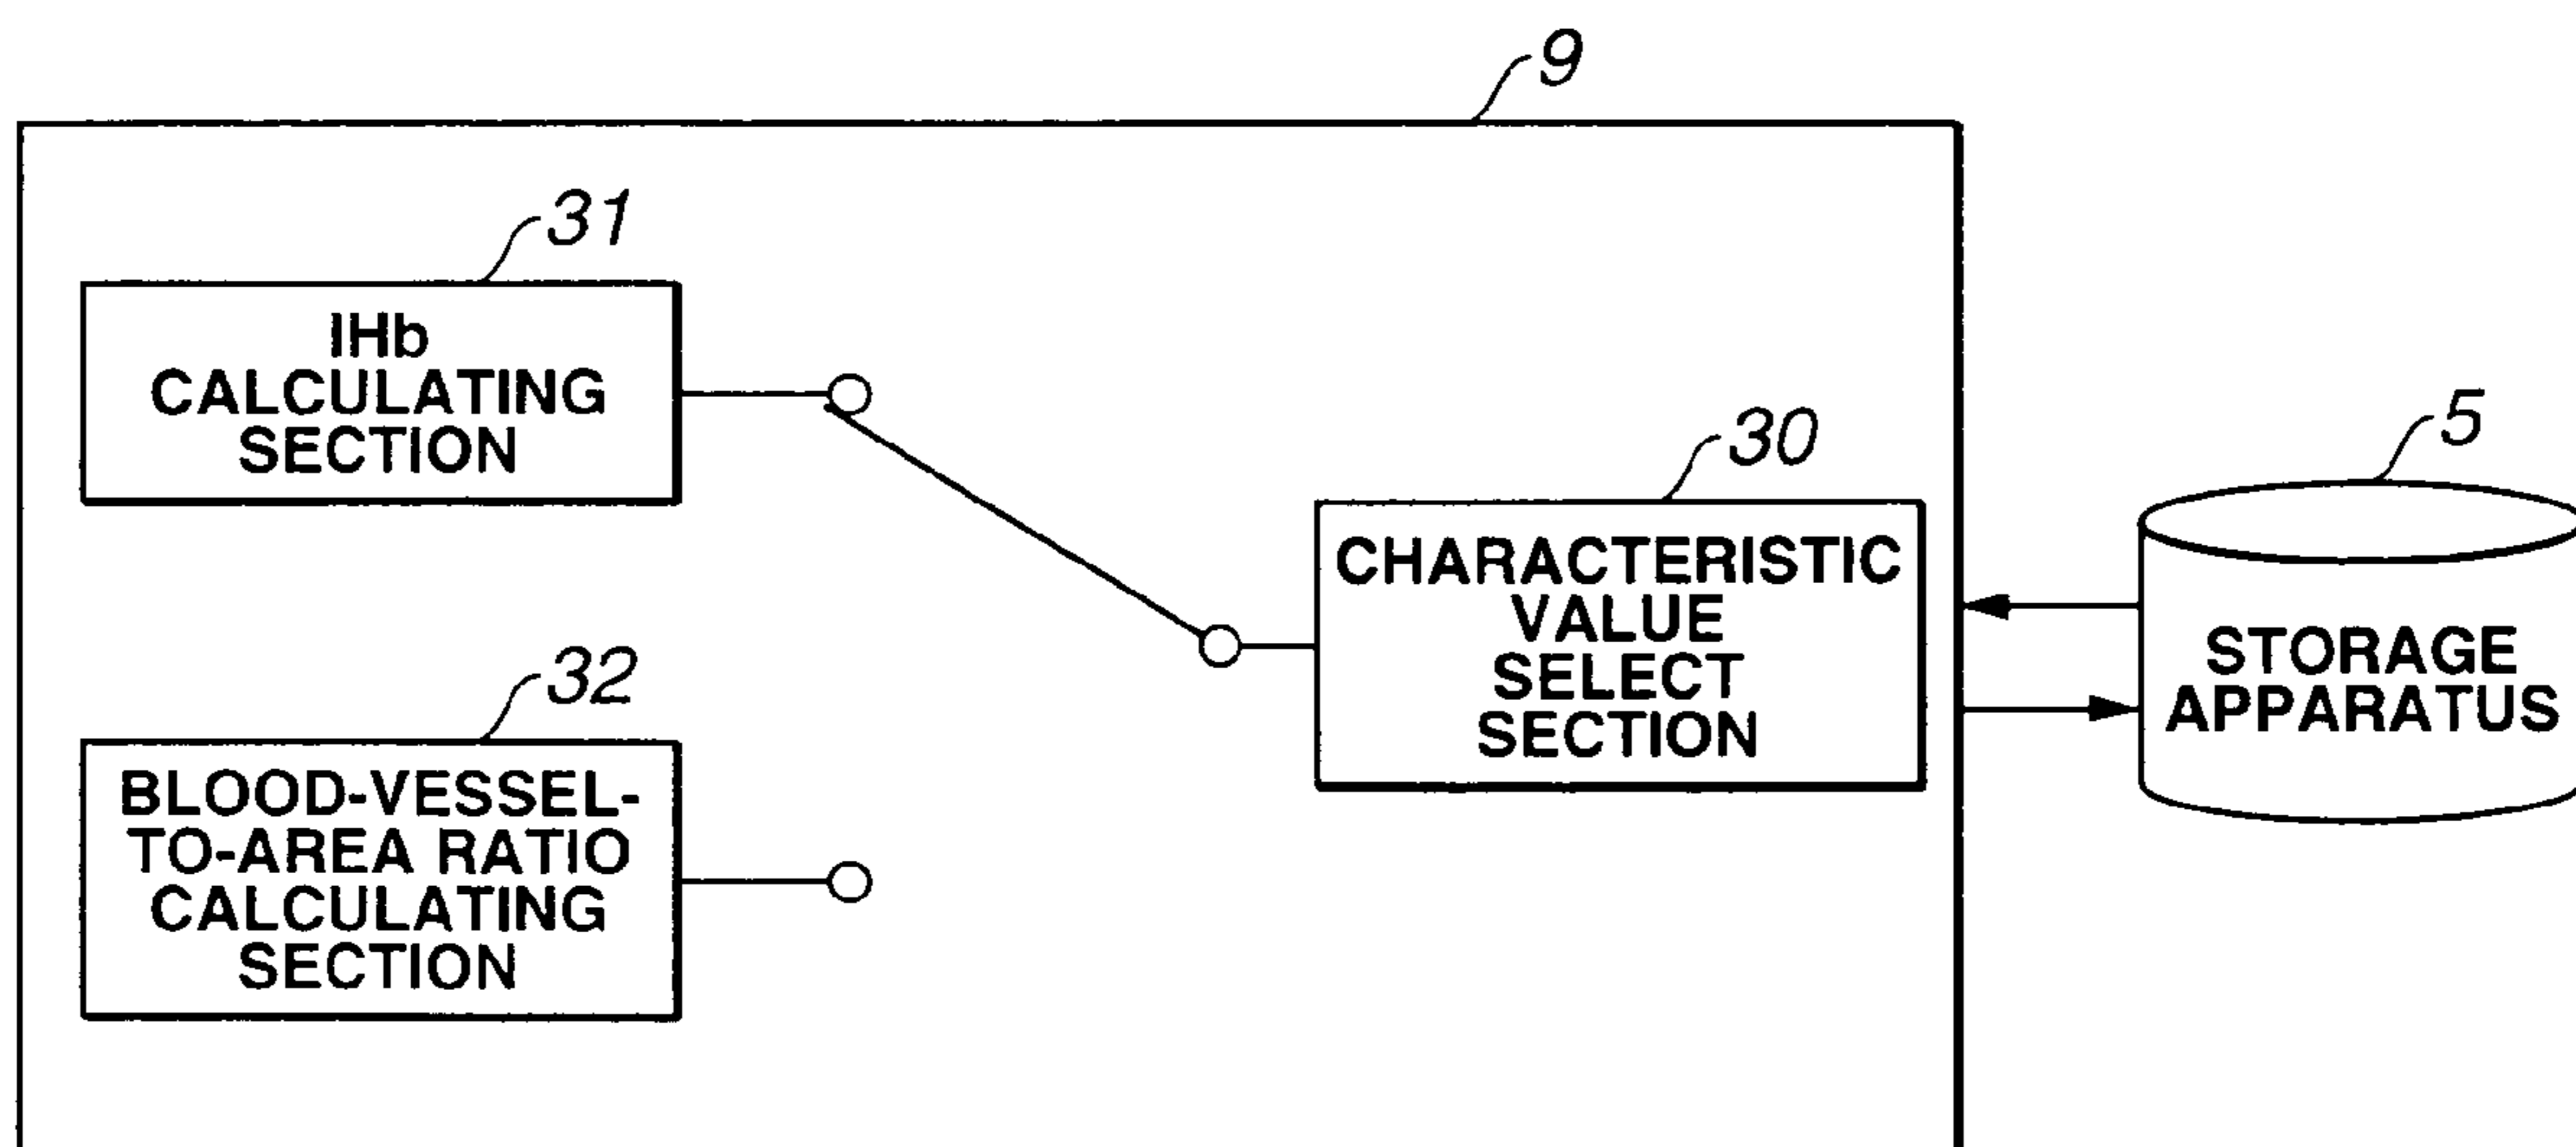 9
31
IHb
CALCULATING
SECTION
30
CHARACTERISTIC
VALUE
SELECT
SECTION
5
STORAGE
APPARATUS
32
BLOOD-VESSEL-
TO-AREA RATIO
CALCULATING
SECTION